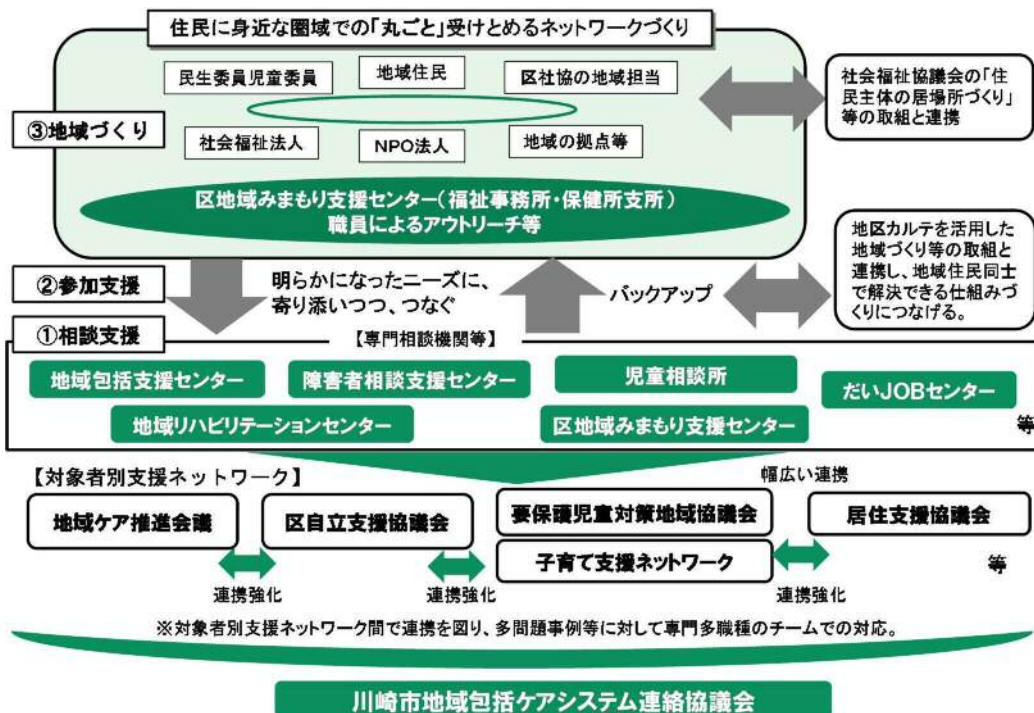 住民に身近な圏域での「丸ごと」受けとめるネットワークづくり
民生委員児童委員
地域住民
区社協の地域担当
③地域づくり
社会福祉法人
NPO法人
地域の拠点等
区地域みまもり支援センター（福祉事務所・保健所支所）
職員によるアウトリーチ等
社会福祉協議会の「住
民主体の居場所づくり」
等の取組と連携
②参加支援
明らかになったニーズに、
寄り添いつつ、つなぐ
バックアップ
地区カルテを活用した
地域づくり等の取組と
連携し、地域住民同士
で解決できる仕組みづ
くりにつなげる。
①相談支援
【専門相談機関等】
地域包括支援センター
障害者相談支援センター
児童相談所
だいJOBセンター
地域リハビリテーションセンター
区地域みまもり支援センター
等
【対象者別支援ネットワーク】
幅広い連携
地域ケア推進会議
区自立支援協議会
要保護児童対策地域協議会
居住支援協議会
子育て支援ネットワーク
等
連携強化
連携強化
連携強化
※対象者別支援ネットワーク間で連携を図り、多問題事例等に対して専門多職種のチームでの対応。
川崎市地域包括ケアシステム連絡協議会